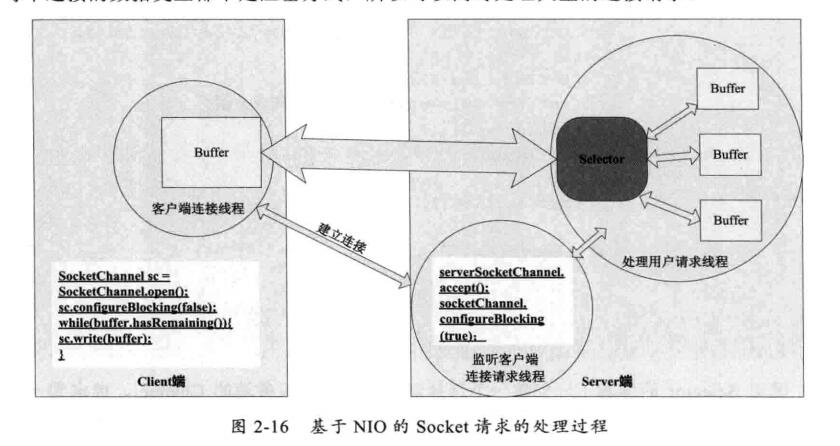 Buffer
客户端连接线程
SocketChannel sc =
SocketChannel.open();
sc.configureBlocking(false);
while(buffer.hasRemaining()){
sc.write(buffer);
}
Client端
建立连接
Selector
Buffer
Buffer
Buffer
处理用户请求线程
serverSocketChannel.
accept();
socketChannel.
configureBlocking
(true);
监听客户端
连接请求线程
Server端
图 2-16 基于 NIO 的 Socket 请求的处理过程